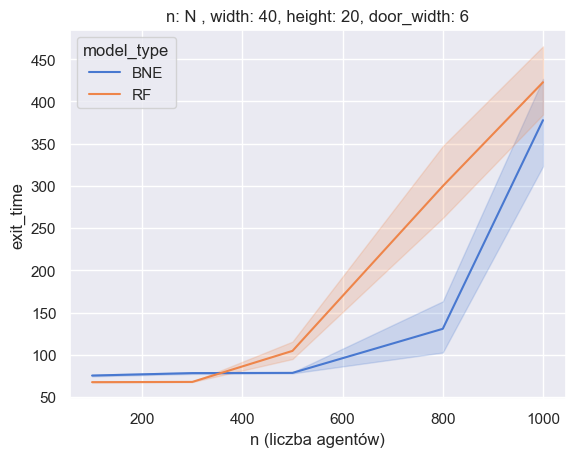 n: N , width: 40, height: 20, door_width: 6
model_type
BNE
RF
exit_time
450
400
350
300
250
200
150
100
50
200
400
600
800
1000
n (liczba agentów)